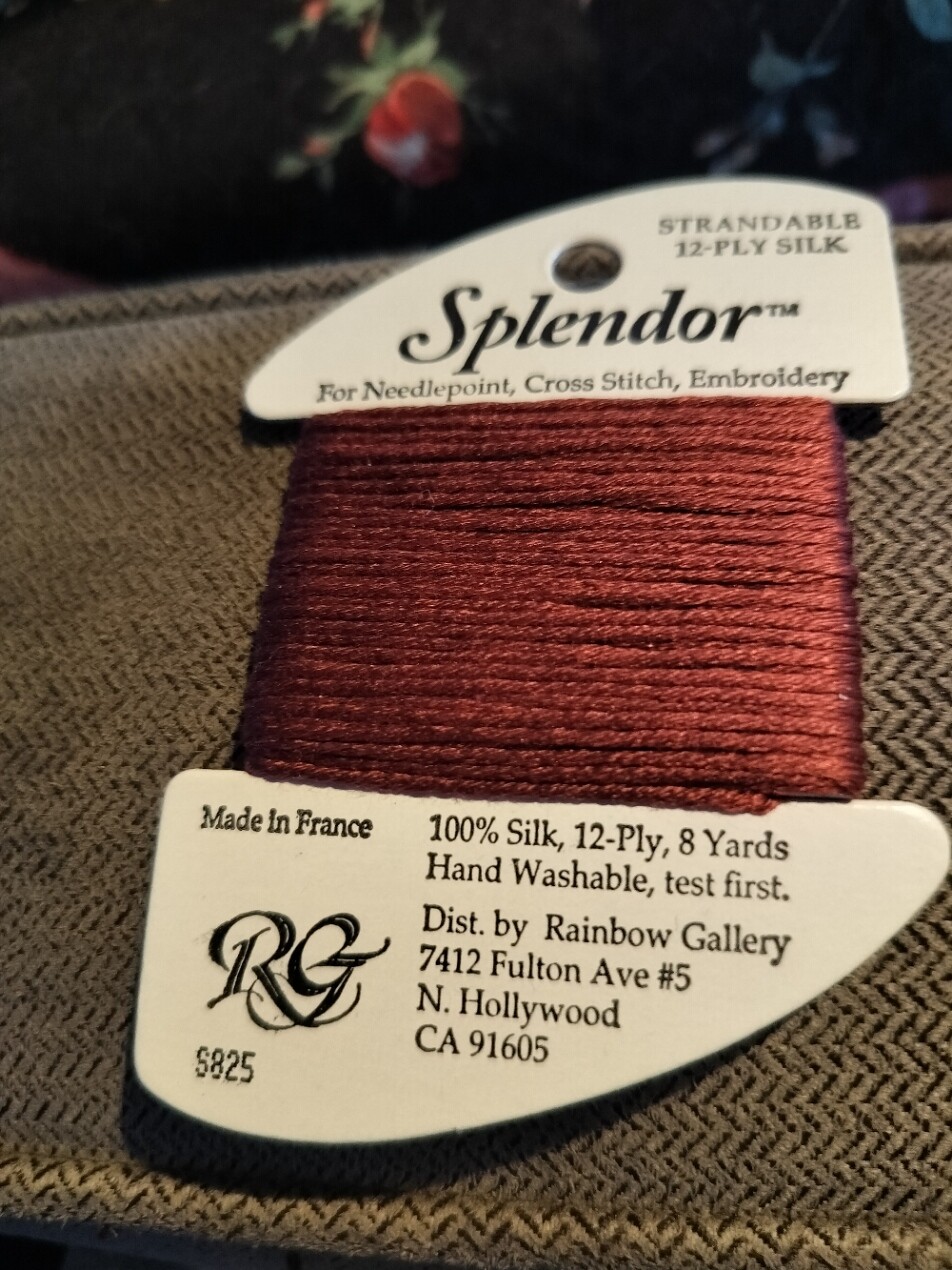 STRANDABLE
12-PLY SILK
Splendor™
For Needlepoint, Cross Stitch, Embroidery
Made in France
100% Silk, 12-Ply, 8 Yards
Hand Washable, test first.
Dist. by Rainbow Gallery
7412 Fulton Ave #5
N. Hollywood
CA 91605
RG
S825